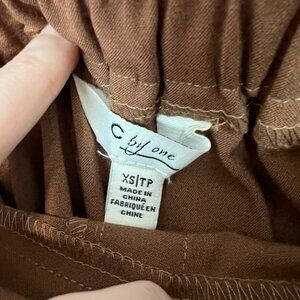 C by one
XS|TP
MADE IN
CHINA
FABRIQUÉ EN
CHINE